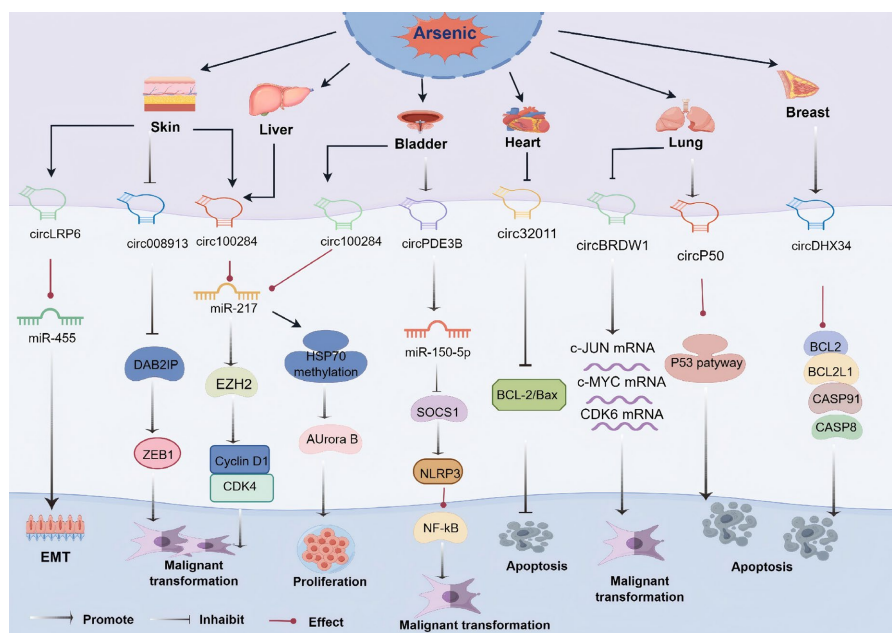 Arsenic
Skin
Liver
Bladder
Heart
Lung
Breast
circLRP6
circ008913
circ100284
circ100284
circPDE3B
circ32011
circBRDW1
circP50
circDHX34
miR-455
miR-217
miR-150-5p
DAB2IP
ZEB1
EZH2
Cyclin D1
CDK4
HSP70
methylation
AUrora B
SOCS1
NLRP3
NF-kB
BCL-2/Bax
c-JUN mRNA
c-MYC mRNA
CDK6 mRNA
P53 patyway
BCL2
BCL2L1
CASP91
CASP8
EMT
Malignant
transformation
Proliferation
Malignant transformation
Apoptosis
Malignant
transformation
Apoptosis
Promote
Inhaibit
Effect